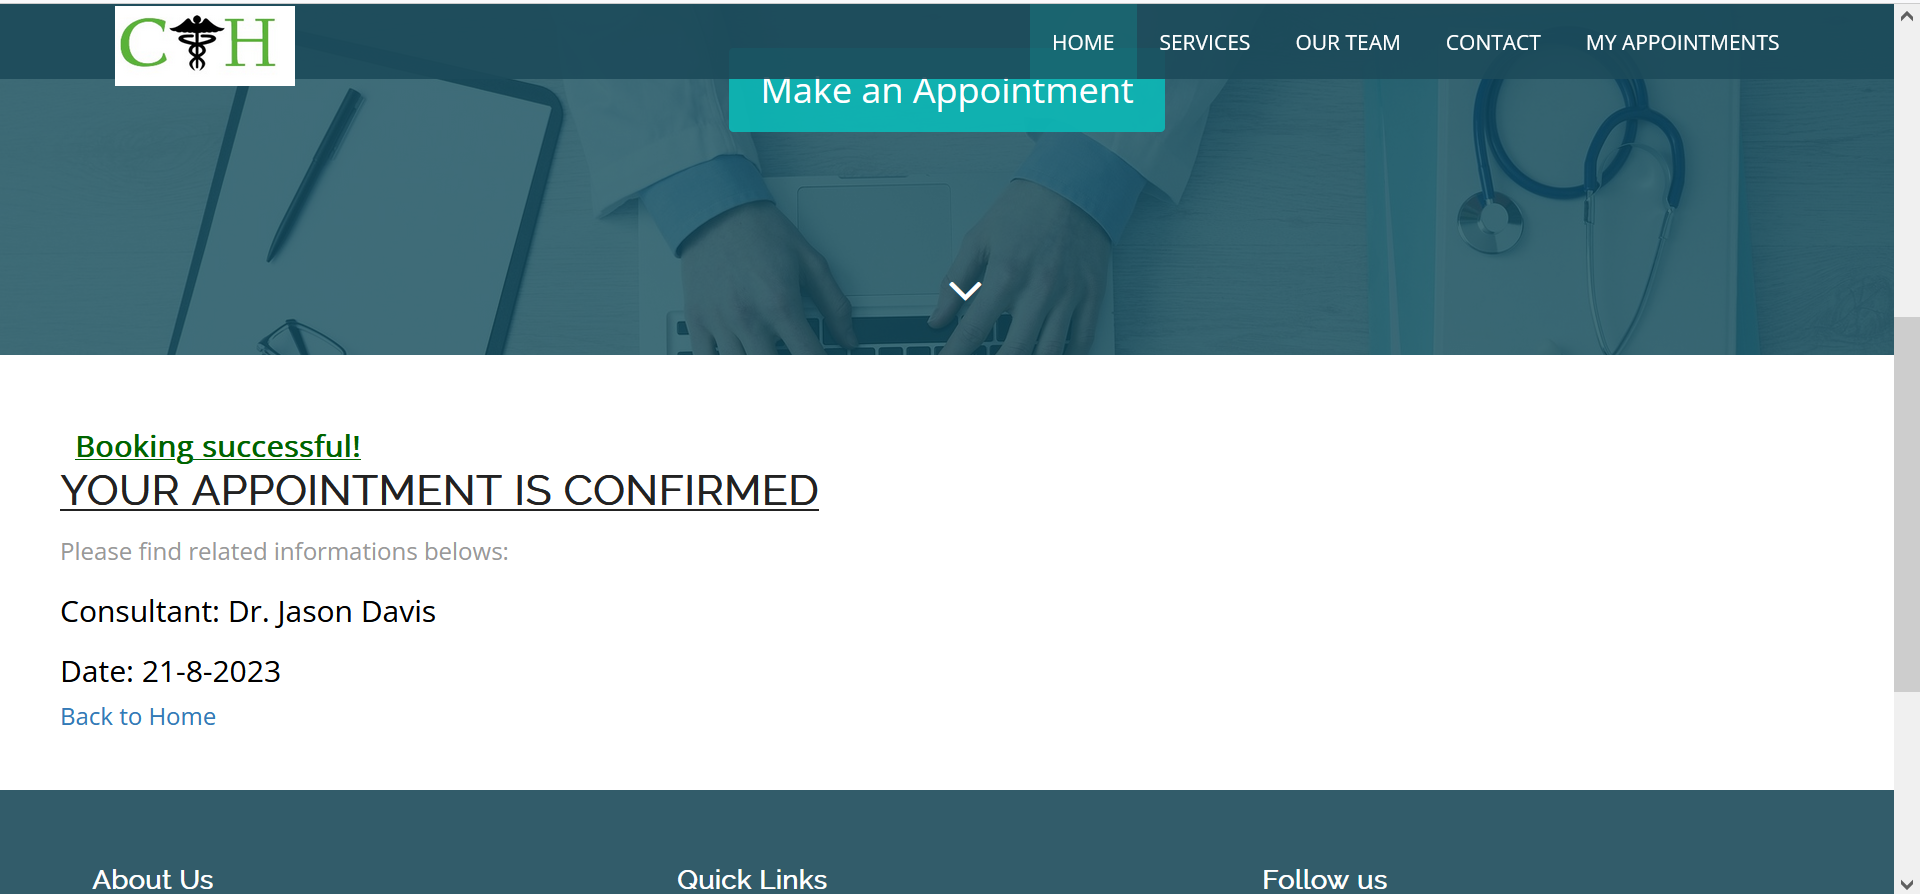 C H
HOME SERVICES OUR TEAM CONTACT MY APPOINTMENTS
Make an Appointment
Booking successful!
YOUR APPOINTMENT IS CONFIRMED
Please find related informations belows:
Consultant: Dr. Jason Davis
Date: 21-8-2023
Back to Home
About Us Quick Links Follow us